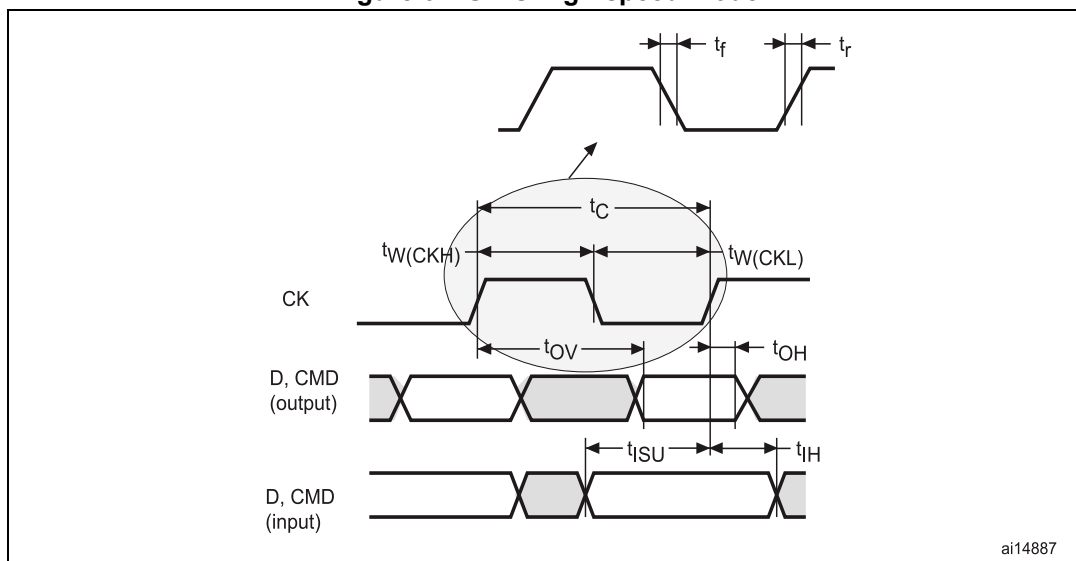 tf
tr
tC
tW(CKH)
tW(CKL)
CK
tOV
tOH
D, CMD
(output)
tISU
tIH
D, CMD
(input)
ai14887